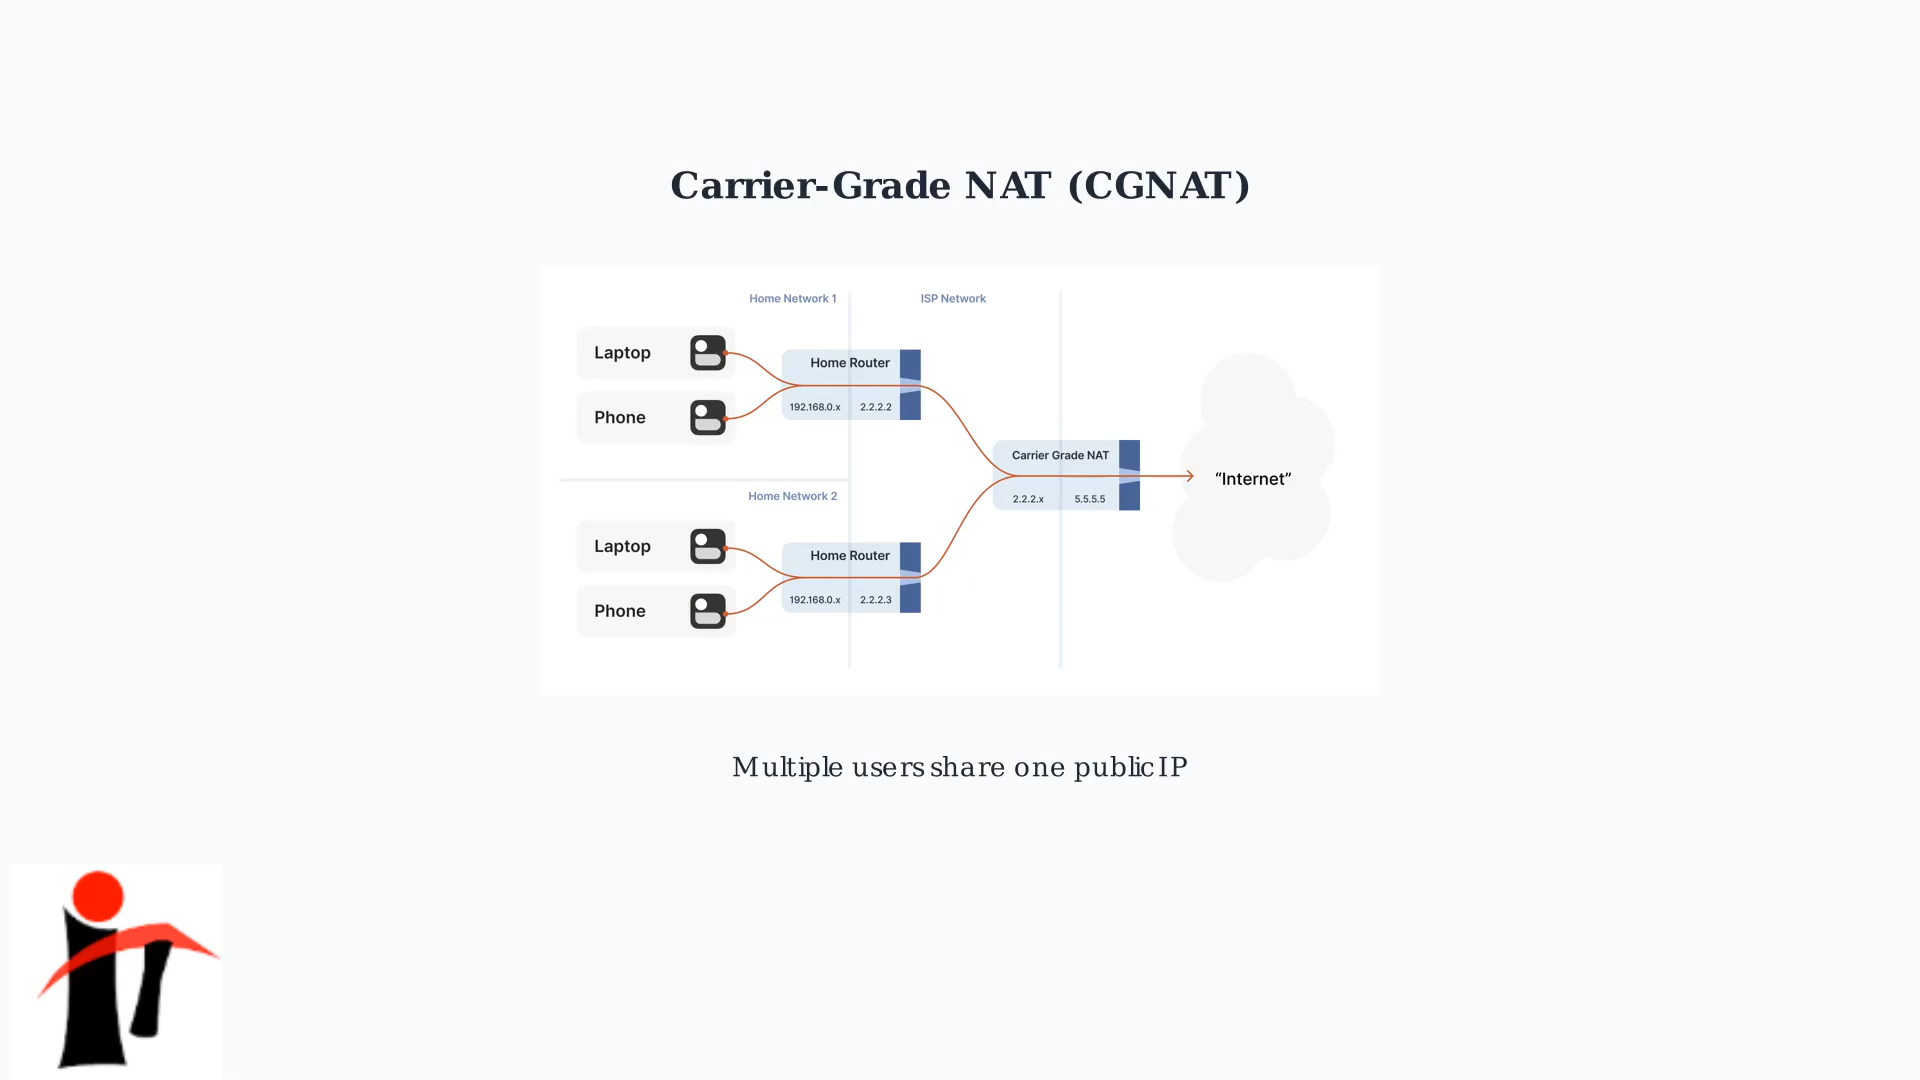 Carrier-Grade NAT (CGNAT)
Home Network 1
ISP Network
Laptop
Phone
Home Router
192.168.0.x 2.2.2.2
Carrier Grade NAT
2.2.2.x 5.5.5.5
“Internet”
Home Network 2
Laptop
Phone
Home Router
192.168.0.x 2.2.2.3
Multiple users share one public IP